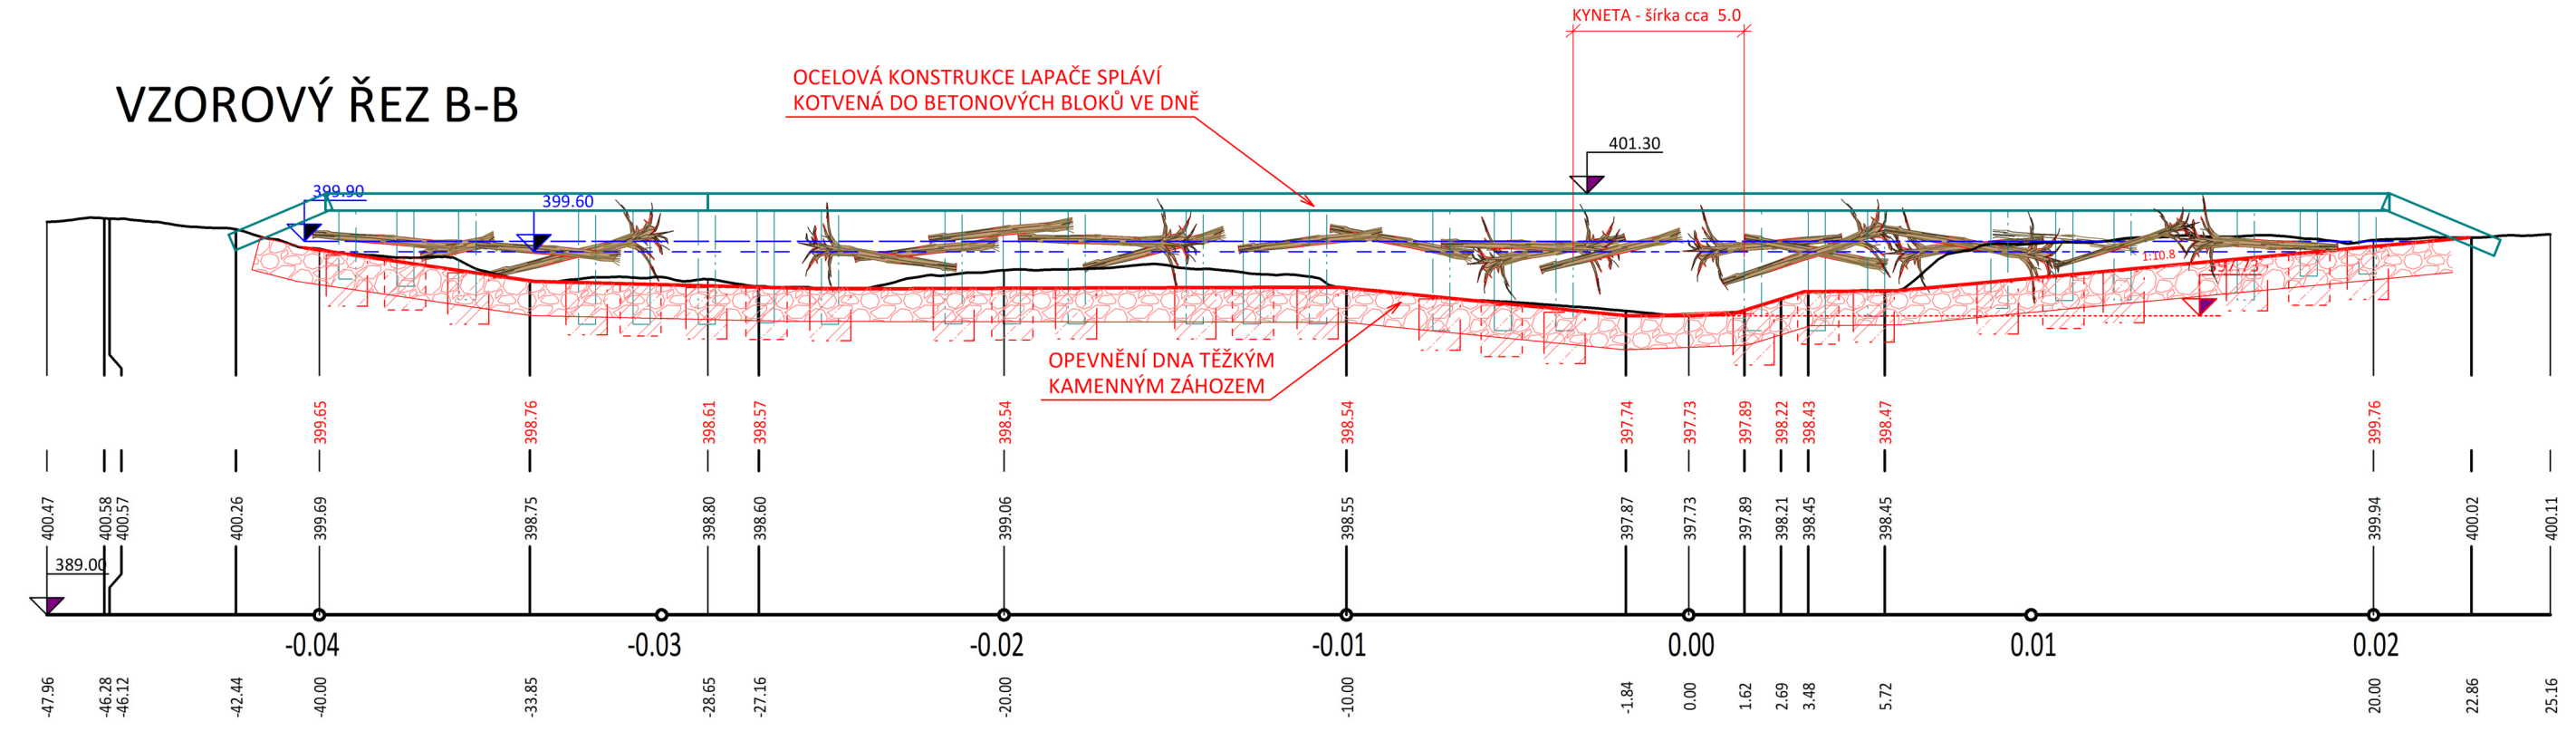 KYNETA - šírka cca 5.0
OCELOVÁ KONSTRUKCE LAPAČE SPLÁVÍ
KOTVENÁ DO BETONOVÝCH BLOKŮ VE DNĚ
VZOROVÝ ŘEZ B-B
401.30
399.90
399.60
1:10.8
397.73
OPEVNĚNÍ DNA TĚŽKÝM
KAMENNÝM ZÁHOZEM
399.65 398.76 398.61 398.57 398.54 398.54 397.74 397.73 397.89 398.22 398.43 398.47 399.76
400.47 400.58 400.57 400.26 399.69 398.75 398.80 398.60 399.06 398.55 397.87 397.73 397.89 398.21 398.45 398.45 399.94 400.02 400.11
389.00
-0.04 -0.03 -0.02 -0.01 0.00 0.01 0.02
-47.96 -46.28 -46.12 -42.44 -40.00 -33.85 -28.65 -27.16 -20.00 -10.00 -1.84 0.00 1.62 2.69 3.48 5.72 20.00 22.86 25.16